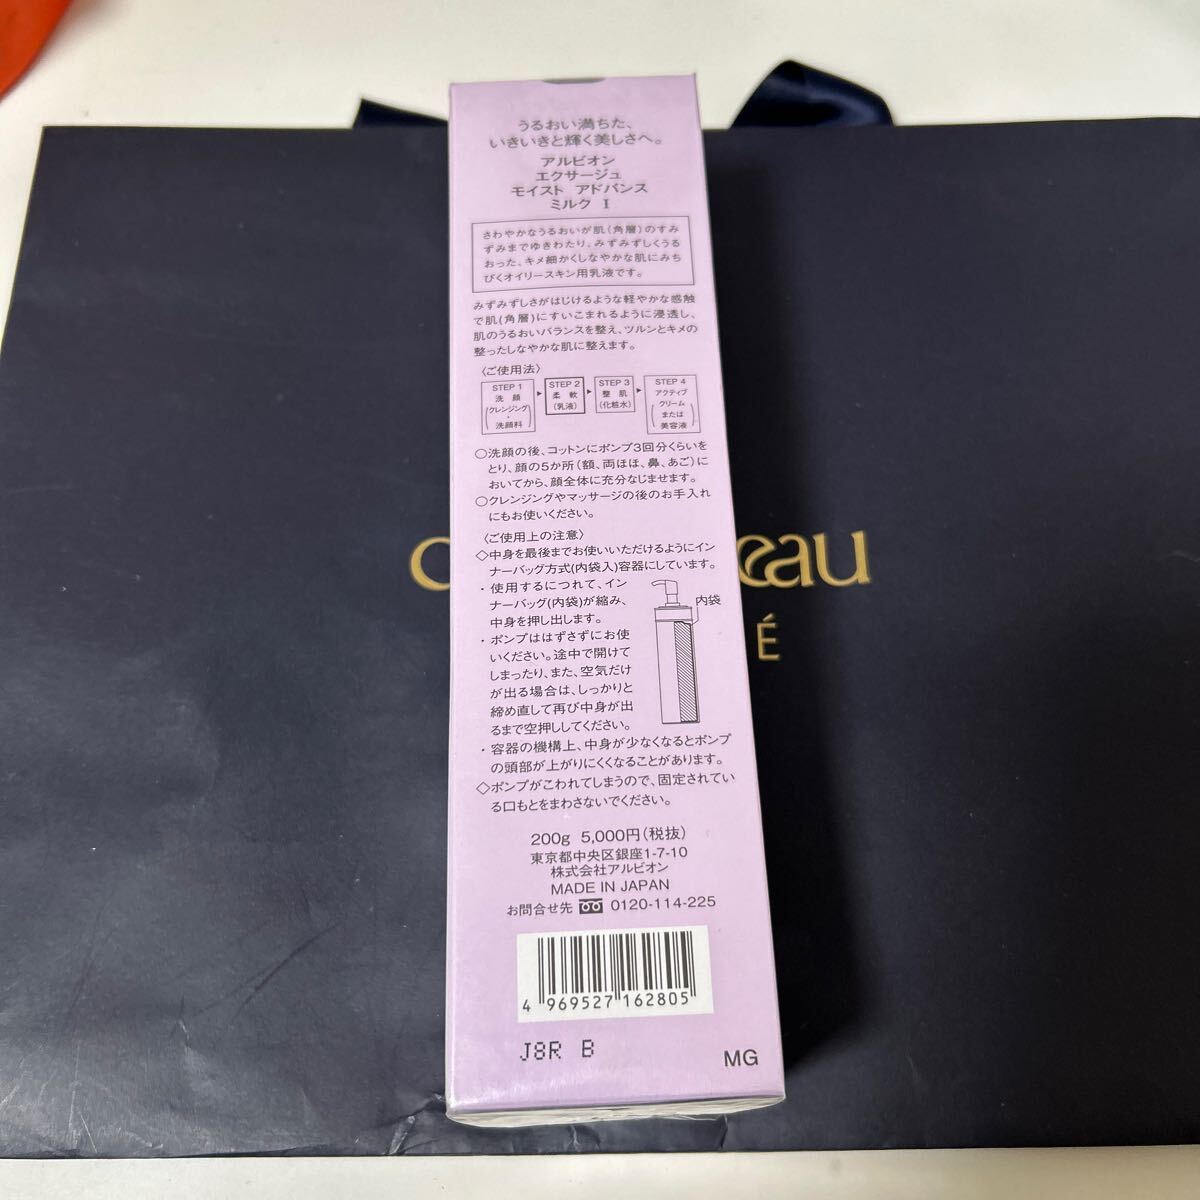 うるおい満ちた、
いきいきと輝く美しさへ。
アルビオン
エクサージュ
モイスト アドバンス
ミルク I
さわやかなうるおいが肌(角層)のすみ
ずみまでゆきわたり、みずみずしくうる
おった、キメ細かくしなやかな肌にみち
びくオイリースキン用乳液です。
みずみずしさがはじけるような軽やかな感触
で肌(角層)にすいこまれるように浸透し、
肌のうるおいバランスを整え、ツルンとキメの
整ったしなやかな肌に整えます。
〈ご使用法〉
STEP 1
洗顔
(クレンジング
・
洗顔料)
STEP 2
柔軟
(乳液)
STEP 3
整肌
(化粧水)
STEP 4
アクティブ
クリーム
または
美容液
○洗顔の後、コットンにポンプ3回分くらいを
とり、顔の5か所(額、両ほほ、鼻、あご)に
おいてから、顔全体に充分なじませます。
○クレンジングやマッサージの後のお手入れ
にもお使いください。
〈ご使用上の注意〉
◇中身を最後までお使いいただけるようにイン
ナーバッグ方式(内袋入)容器にしています。
・使用するにつれて、イン
ナーバッグ(内袋)が縮み、
中身を押し出します。
・ポンプははずさずにお使
いください。途中で開けて
しまったり、また、空気だけ
が出る場合は、しっかりと
締め直して再び中身が出
るまで空押ししてください。
内袋
・容器の機構上、中身が少なくなるとポンプ
の頭部が上がりにくくなることがあります。
◇ポンプがこわれてしまうので、固定されてい
る口もとをまわさないでください。
200g 5,000円(税抜)
東京都中央区銀座1-7-10
株式会社アルビオン
MADE IN JAPAN
お問合せ先 0120-114-225
4 969527 162805
J8R B
MG